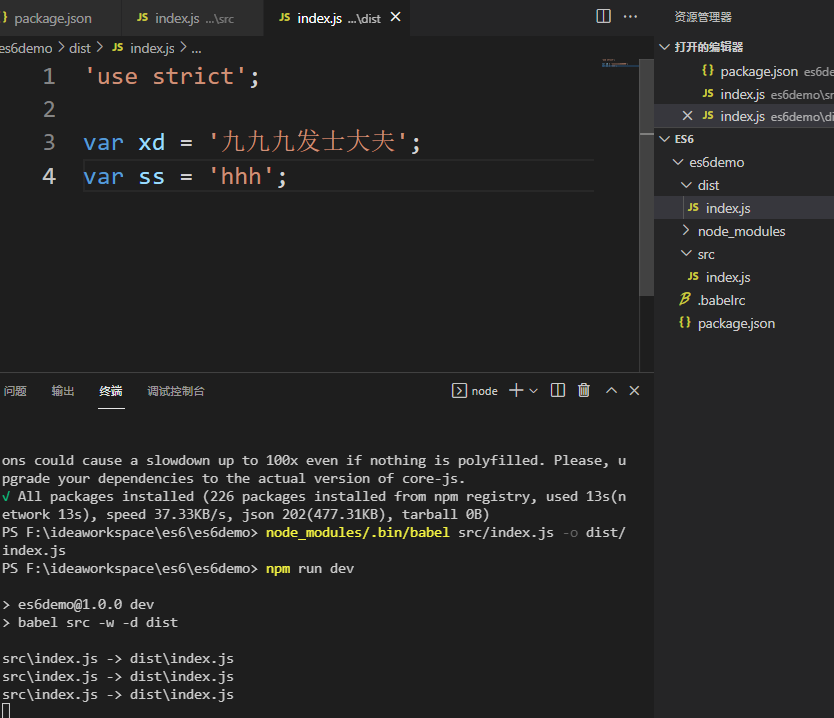 package.json
JS index.js ...\src
JS index.js ...\dist
es6demo > dist > JS index.js > ...
1 'use strict';
2
3 var xd = '九九九发士大夫';
4 var ss = 'hhh';
问题 输出 终端 调试控制台
node
ons could cause a slowdown up to 100x even if nothing is polyfilled. Please, u
pgrade your dependencies to the actual version of core-js.
√ All packages installed (226 packages installed from npm registry, used 13s(n
etwork 13s), speed 37.33KB/s, json 202(477.31KB), tarball 0B)
PS F:\ideaworkspace\es6\es6demo> node_modules/.bin/babel src/index.js -o dist/
index.js
PS F:\ideaworkspace\es6\es6demo> npm run dev
> es6demo@1.0.0 dev
> babel src -w -d dist
src\index.js -> dist\index.js
src\index.js -> dist\index.js
src\index.js -> dist\index.js
资源管理器
打开的编辑器
{} package.json es6de
JS index.js es6demo\sr
JS index.js es6demo\di
ES6
es6demo
dist
JS index.js
node_modules
src
JS index.js
.babelrc
{} package.json